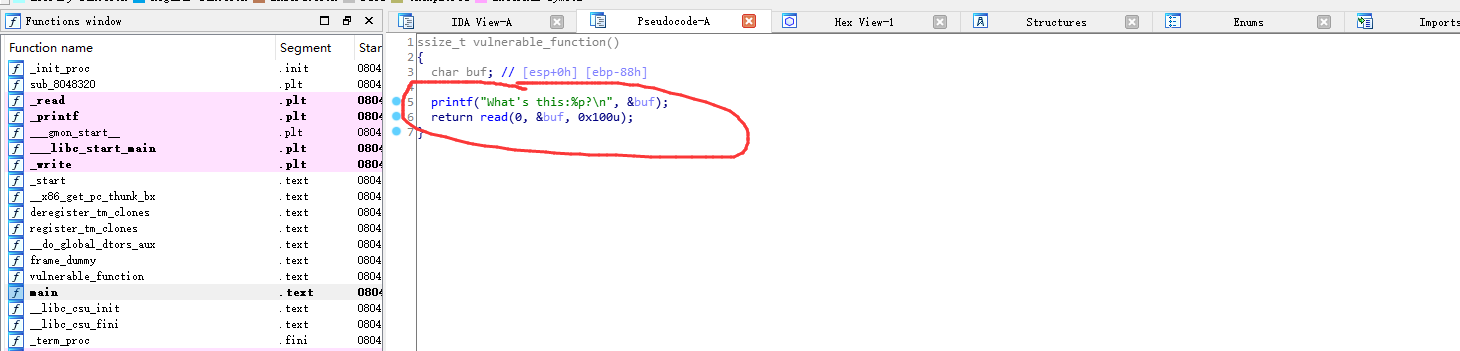 Functions window
Function name Segment Star
_init_proc .init 0804
sub_8048320 .plt 0804
_read .plt 0804
_printf .plt 0804
___gmon_start__ .plt 0804
___libc_start_main .plt 0804
_write .plt 0804
_start .text 0804
__x86_get_pc_thunk_bx .text 0804
deregister_tm_clones .text 0804
register_tm_clones .text 0804
__do_global_dtors_aux .text 0804
frame_dummy .text 0804
vulnerable_function .text 0804
main .text 0804
__libc_csu_init .text 0804
__libc_csu_fini .text 0804
_term_proc .fini 0804
IDA View-A Pseudocode-A Hex View-1 Structures Enums Imports
1 ssize_t vulnerable_function()
2 {
3 char buf; // [esp+0h] [ebp-88h]
4
5 printf("What's this:%p?\n", &buf);
6 return read(0, &buf, 0x100u);
7 }